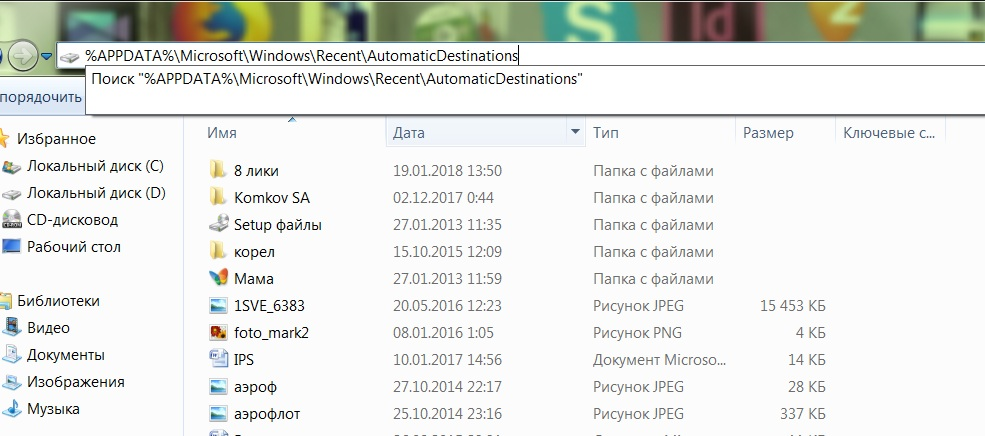 %APPDATA%\Microsoft\Windows\Recent\AutomaticDestinations
Поиск "%APPDATA%\Microsoft\Windows\Recent\AutomaticDestinations"
порядочить
Имя Дата Тип Размер Ключевые с...
Избранное
Локальный диск (C)
Локальный диск (D)
CD-дисковод
Рабочий стол
Библиотеки
Видео
Документы
Изображения
Музыка
8 лики 19.01.2018 13:50 Папка с файлами
Komkov SA 02.12.2017 0:44 Папка с файлами
Setup файлы 27.01.2013 11:35 Папка с файлами
корел 15.10.2015 12:09 Папка с файлами
Мама 27.01.2013 11:59 Папка с файлами
1SVE_6383 20.05.2016 12:23 Рисунок JPEG 15 453 КБ
foto_mark2 08.01.2016 1:05 Рисунок PNG 4 КБ
IPS 10.01.2017 14:56 Документ Microso... 14 КБ
аэроф 27.10.2014 22:17 Рисунок JPEG 28 КБ
аэрофлот 25.10.2014 23:16 Рисунок JPEG 337 КБ